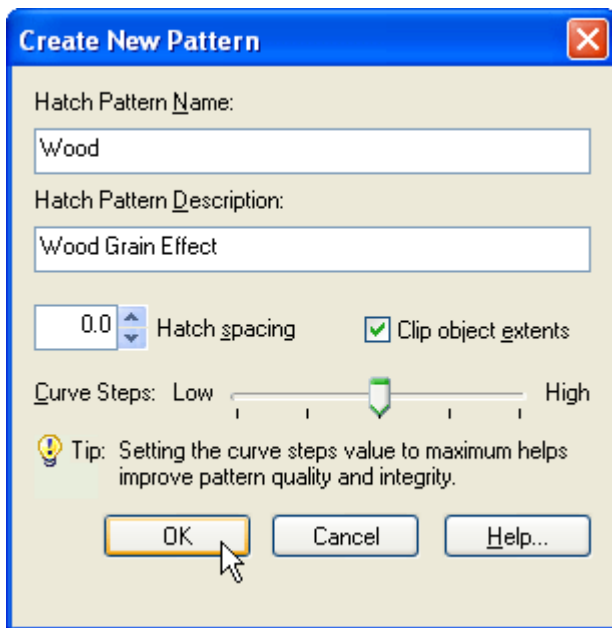 Create New Pattern
Hatch Pattern Name:
Wood
Hatch Pattern Description:
Wood Grain Effect
0.0 Hatch spacing Clip object extents
Curve Steps: Low High
Tip: Setting the curve steps value to maximum helps
improve pattern quality and integrity.
OK Cancel Help...